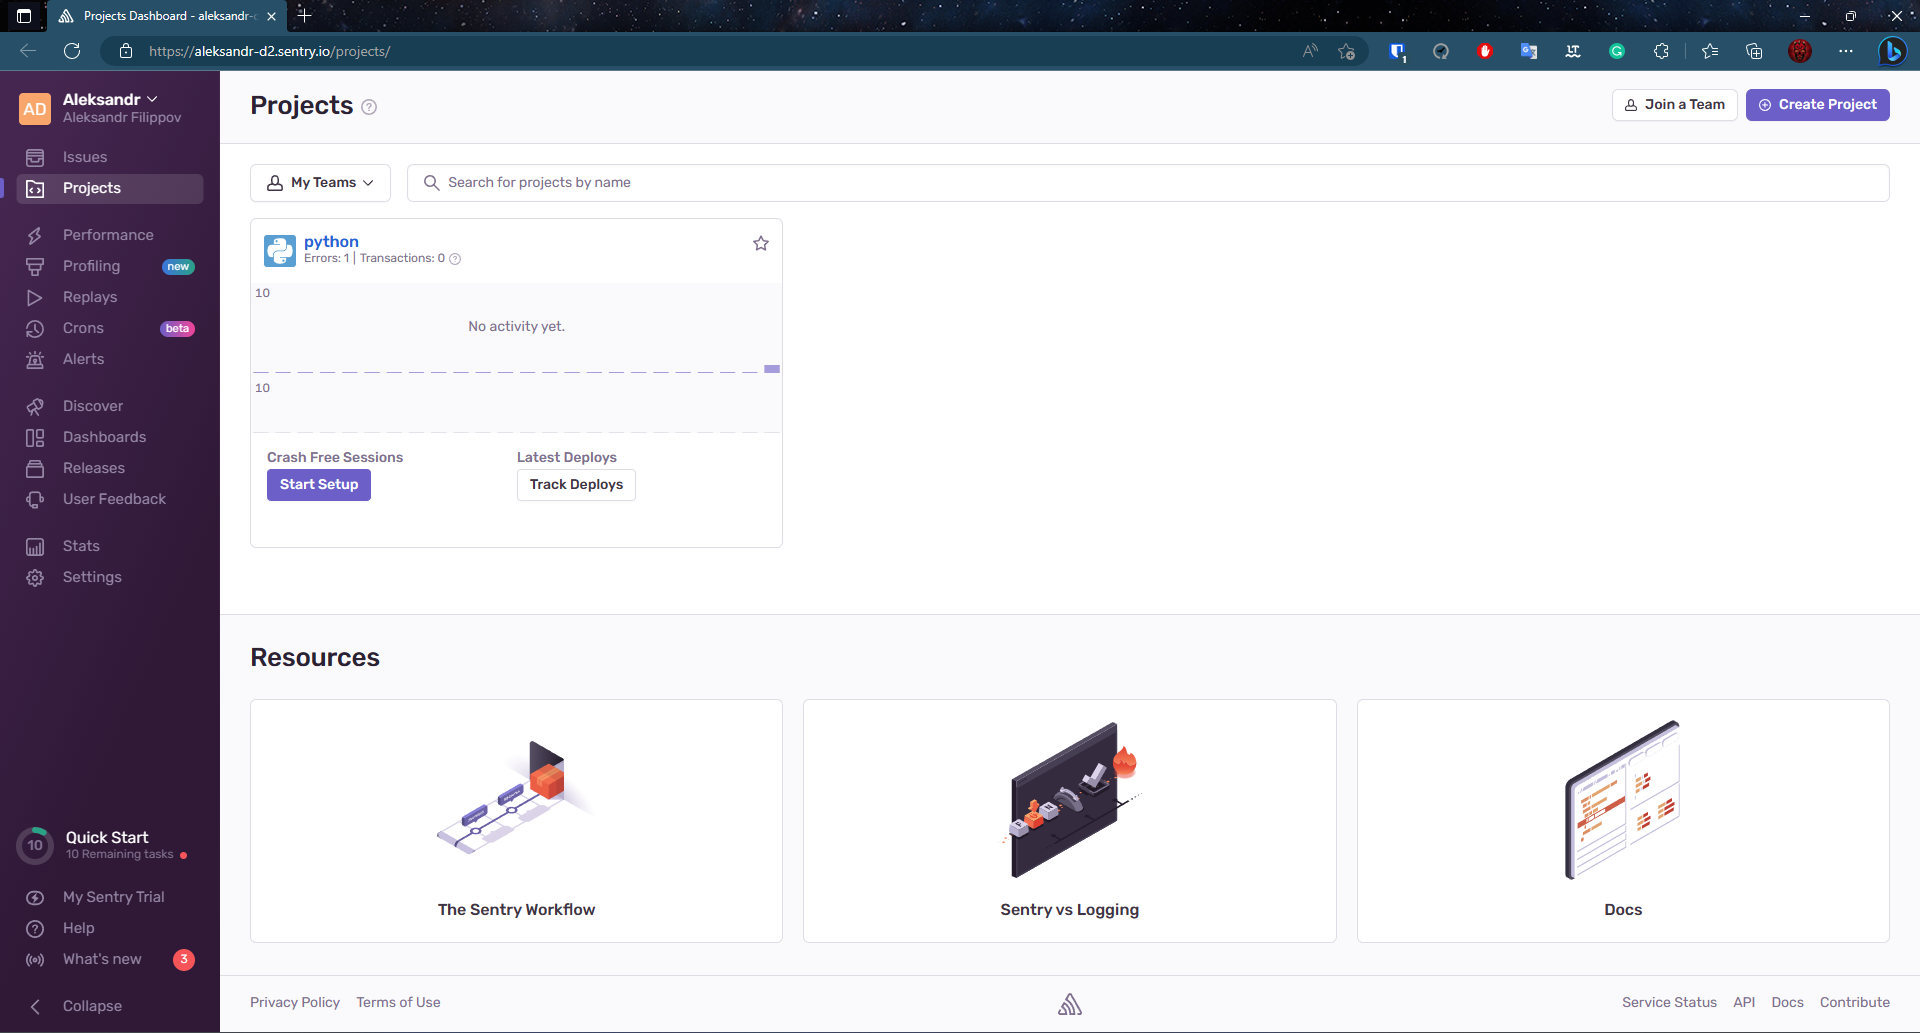 Projects Dashboard - aleksandr-d
https://aleksandr-d2.sentry.io/projects/
1
AD
Aleksandr
Aleksandr Filippov
Issues
Projects
Performance
Profiling new
Replays
Crons beta
Alerts
Discover
Dashboards
Releases
User Feedback
Stats
Settings
10
Quick Start
10 Remaining tasks
My Sentry Trial
Help
What's new 3
Collapse
Projects ?
Join a Team
Create Project
My Teams
Search for projects by name
python
Errors: 1 | Transactions: 0 ?
10
No activity yet.
10
Crash Free Sessions
Start Setup
Latest Deploys
Track Deploys
Resources
The Sentry Workflow
Sentry vs Logging
Docs
Privacy Policy Terms of Use
Service Status API Docs Contribute